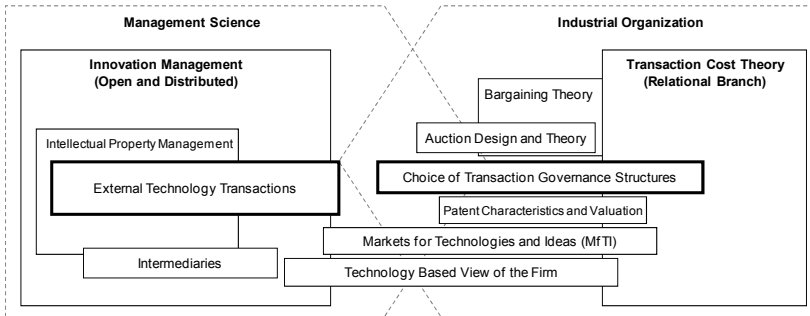 Management Science
Industrial Organization
Innovation Management
(Open and Distributed)
Transaction Cost Theory
(Relational Branch)
Bargaining Theory
Intellectual Property Management
Auction Design and Theory
External Technology Transactions
Choice of Transaction Governance Structures
Patent Characteristics and Valuation
Markets for Technologies and Ideas (MfTI)
Intermediaries
Technology Based View of the Firm